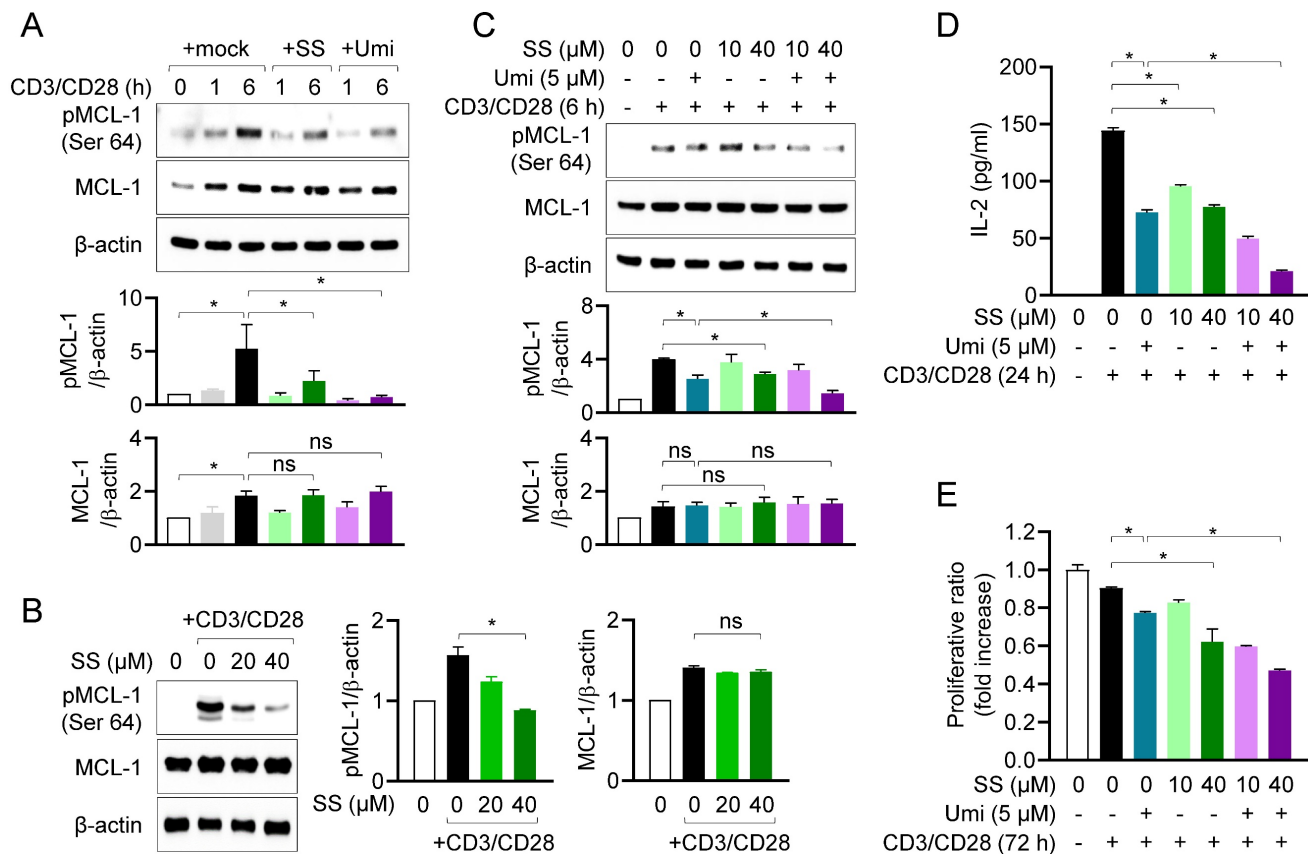 A
+mock +SS +Umi
CD3/CD28 (h) 0 1 6 1 6 1 6
pMCL-1
(Ser 64)
MCL-1
β-actin
* * *
10
5
0
pMCL-1
/β-actin
* ns ns
4
2
0
MCL-1
/β-actin
B
+CD3/CD28
SS (μM) 0 0 20 40
pMCL-1
(Ser 64)
MCL-1
β-actin
*
2
1
0
pMCL-1/β-actin
SS (μM) 0 0 20 40
+CD3/CD28
ns
2
1
0
MCL-1/β-actin
0 0 20 40
+CD3/CD28
C
SS (μM) 0 0 0 10 40 10 40
Umi (5 μM) - - + - - + +
CD3/CD28 (6 h) - + + + + + +
pMCL-1
(Ser 64)
MCL-1
β-actin
* * *
8
4
0
pMCL-1
/β-actin
ns ns ns
4
2
0
MCL-1
/β-actin
D
* * * *
200
150
100
50
0
IL-2 (pg/ml)
SS (μM) 0 0 0 10 40 10 40
Umi (5 μM) - - + - - + +
CD3/CD28 (24 h) - + + + + + +
E
* * *
1.2
1.0
0.8
0.6
0.4
0.2
0.0
Proliferative ratio
(fold increase)
SS (μM) 0 0 0 10 40 10 40
Umi (5 μM) - - + - - + +
CD3/CD28 (72 h) - + + + + + +